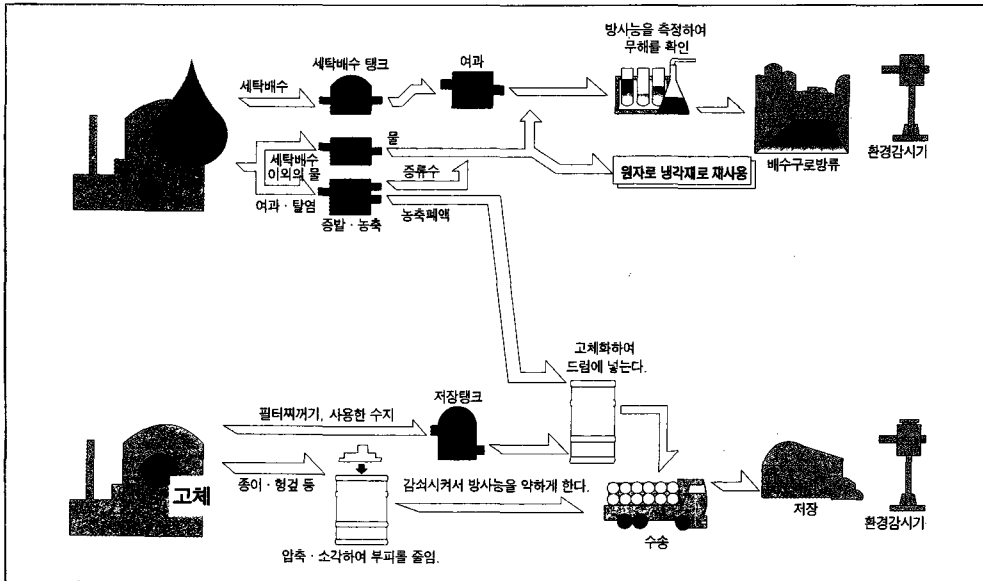 방사능을 측정하여
무해를 확인
세탁배수 탱크
여과
세탁배수
물
세탁배수
이외의 물
증류수
원자로 냉각재로 재사용
배수구로방류
환경감시기
여과 · 탈염
증발 · 농축
농축폐액
고체화하여
드럼에 넣는다.
저장탱크
필터찌꺼기, 사용한 수지
고체
종이 · 헝겊 등
감쇠시켜서 방사능을 약하게 한다.
저장
환경감시기
수송
압축 · 소각하여 부피를 줄임.